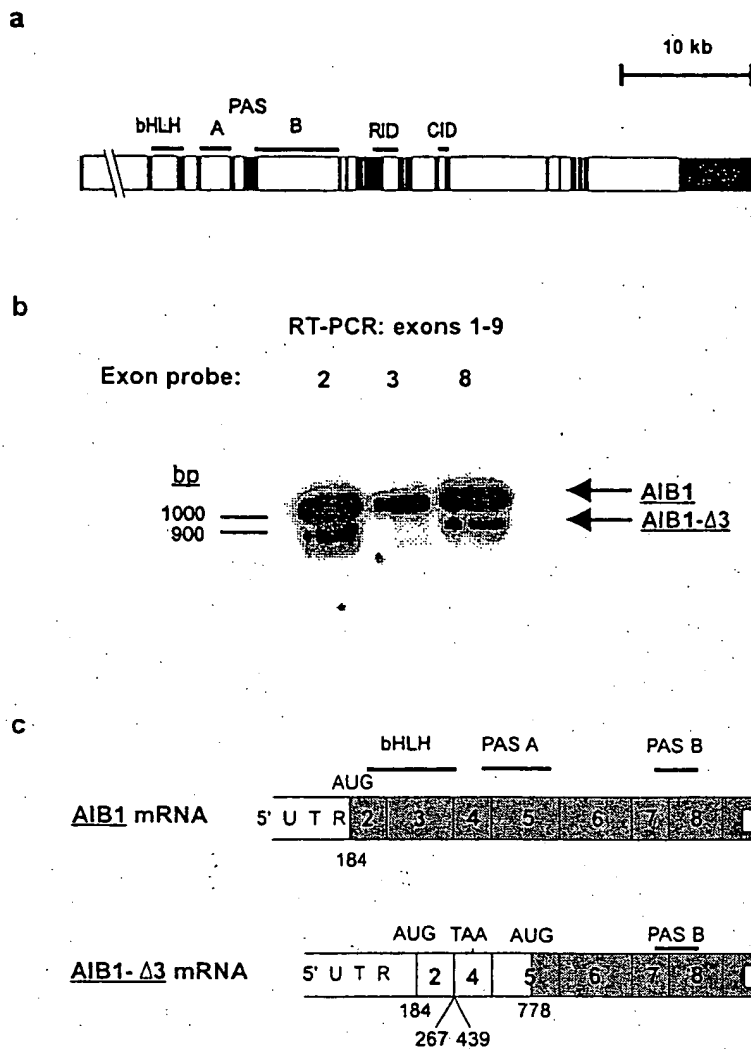 a
10 kb
PAS
bHLH A B RID CID
b
RT-PCR: exons 1-9
Exon probe: 2 3 8
bp
1000
900
AIB1
AIB1-Δ3
c
bHLH PAS A PAS B
AUG
AIB1 mRNA 5' U T R 2 3 4 5 6 7 8
184
AUG TAA AUG PAS B
AIB1- Δ3 mRNA 5' U T R 2 4 5 6 7 8
184 778
267 439